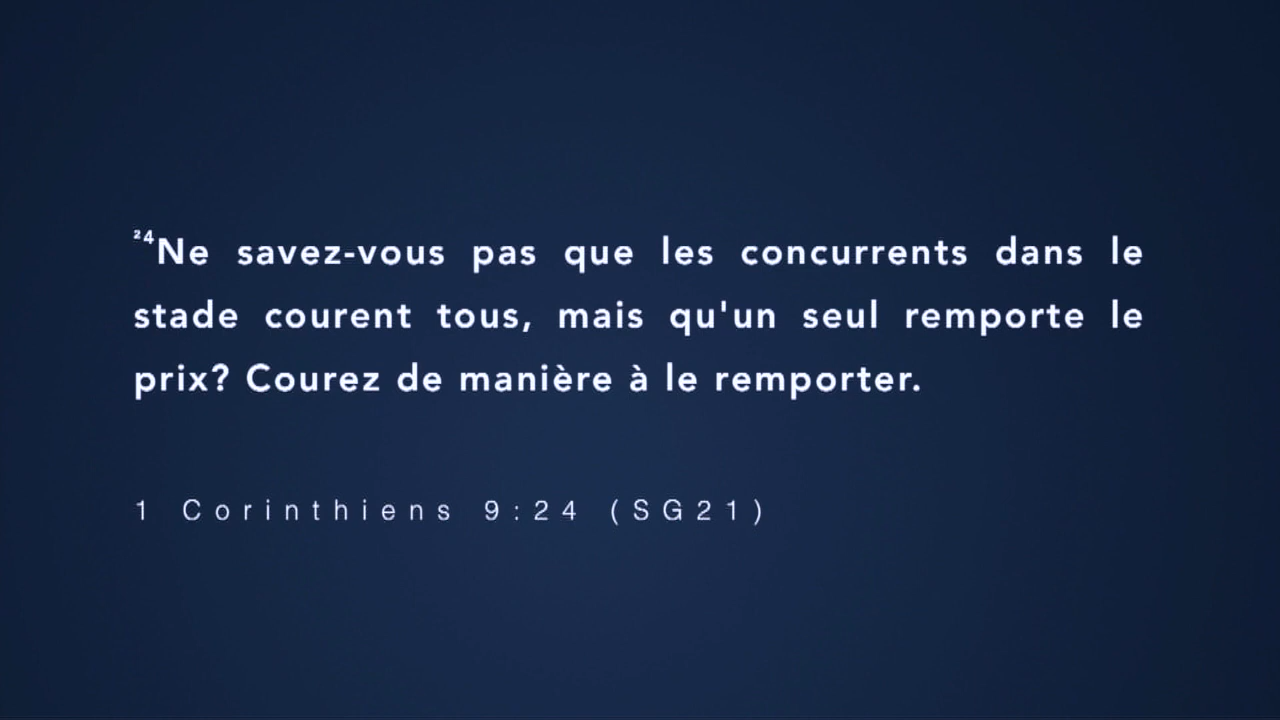 ²⁴Ne savez-vous pas que les concurrents dans le
stade courent tous, mais qu'un seul remporte le
prix? Courez de manière à le remporter.
1 Corinthiens 9:24 (SG21)